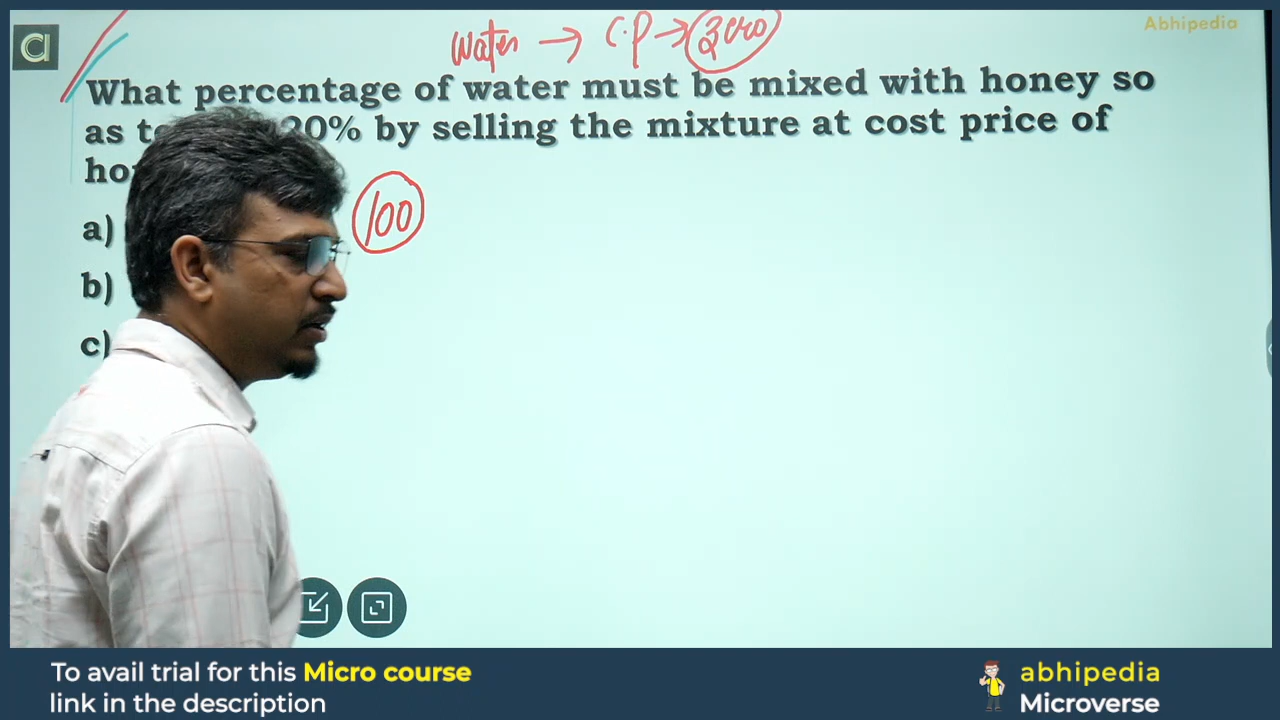 Water → C.P → Zero
Abhipedia
What percentage of water must be mixed with honey so
as 20% by selling the mixture at cost price of
a)
100
b)
c)
To avail trial for this Micro course
link in the description
abhipedia
Microverse